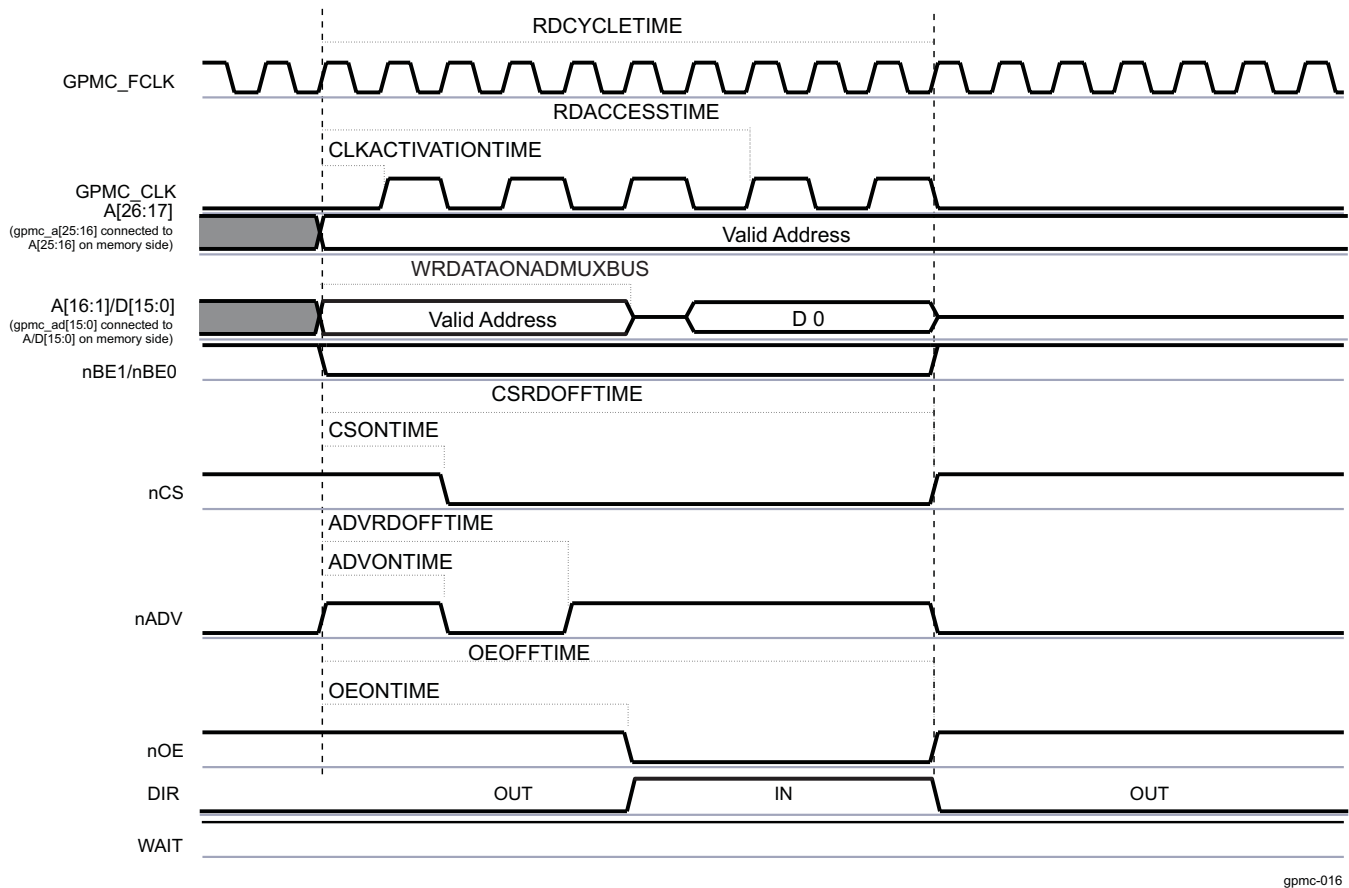 RDCYCLETIME
GPMC_FCLK
RDACCESSTIME
CLKACTIVATIONTIME
GPMC_CLK
A[26:17]
(gpmc_a[25:16] connected to
A[25:16] on memory side)
Valid Address
WRDATAONADMUXBUS
A[16:1]/D[15:0]
(gpmc_ad[15:0] connected to
A/D[15:0] on memory side)
Valid Address
D 0
nBE1/nBE0
CSRDOFFTIME
CSONTIME
nCS
ADVRDOFFTIME
ADVONTIME
nADV
OEOFFTIME
OEONTIME
nOE
DIR
OUT
IN
OUT
WAIT
gpmc-016